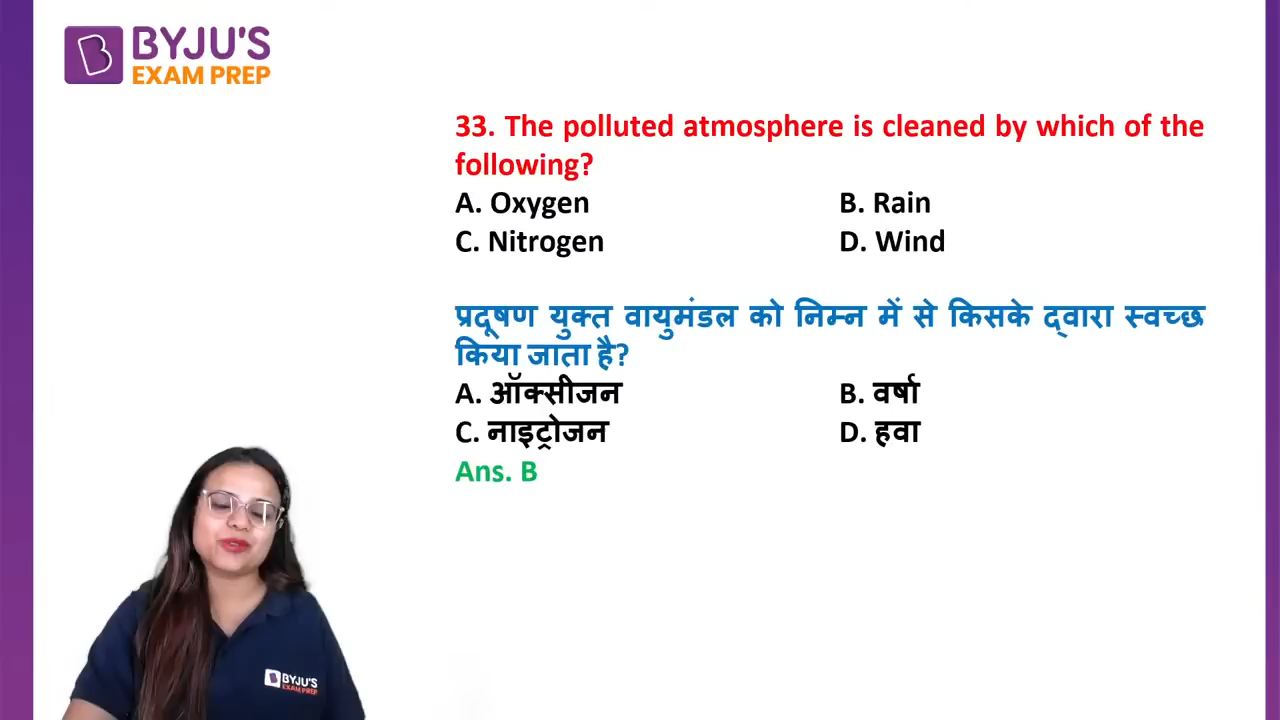 BYJU'S
EXAM PREP
33. The polluted atmosphere is cleaned by which of the
following?
A. Oxygen B. Rain
C. Nitrogen D. Wind
प्रदूषण युक्त वायुमंडल को निम्न में से किसके द्वारा स्वच्छ
किया जाता है?
A. ऑक्सीजन B. वर्षा
C. नाइट्रोजन D. हवा
Ans. B
BYJU'S
EXAM PREP